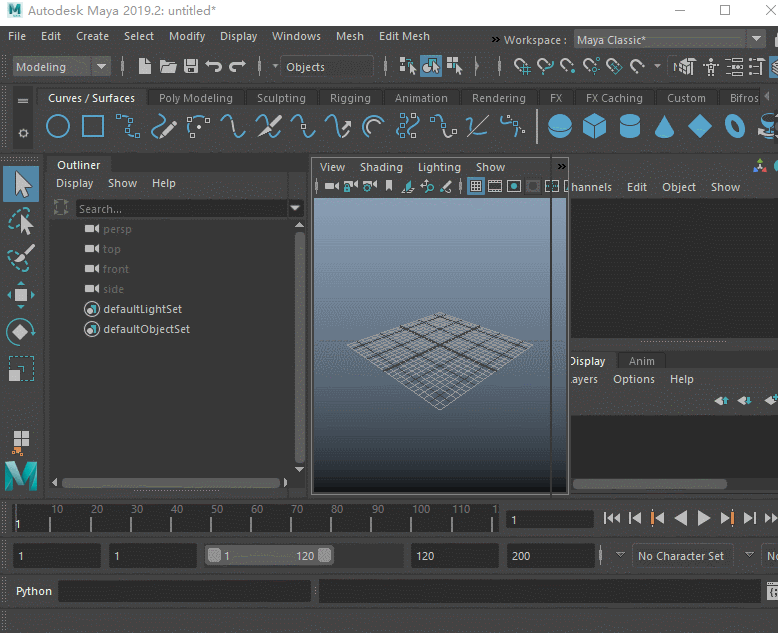 Autodesk Maya 2019.2: untitled*
File Edit Create Select Modify Display Windows Mesh Edit Mesh » Workspace : Maya Classic*
Modeling Objects
Curves / Surfaces Poly Modeling Sculpting Rigging Animation Rendering FX FX Caching Custom Bifros
Outliner
Display Show Help
Search...
persp
top
front
side
defaultLightSet
defaultObjectSet
View Shading Lighting Show »
hannels Edit Object Show
Display Anim
ayers Options Help
10 20 30 40 50 60 70 80 90 100 110 1
1
1
1 1 1 120 120 200 No Character Set No
Python